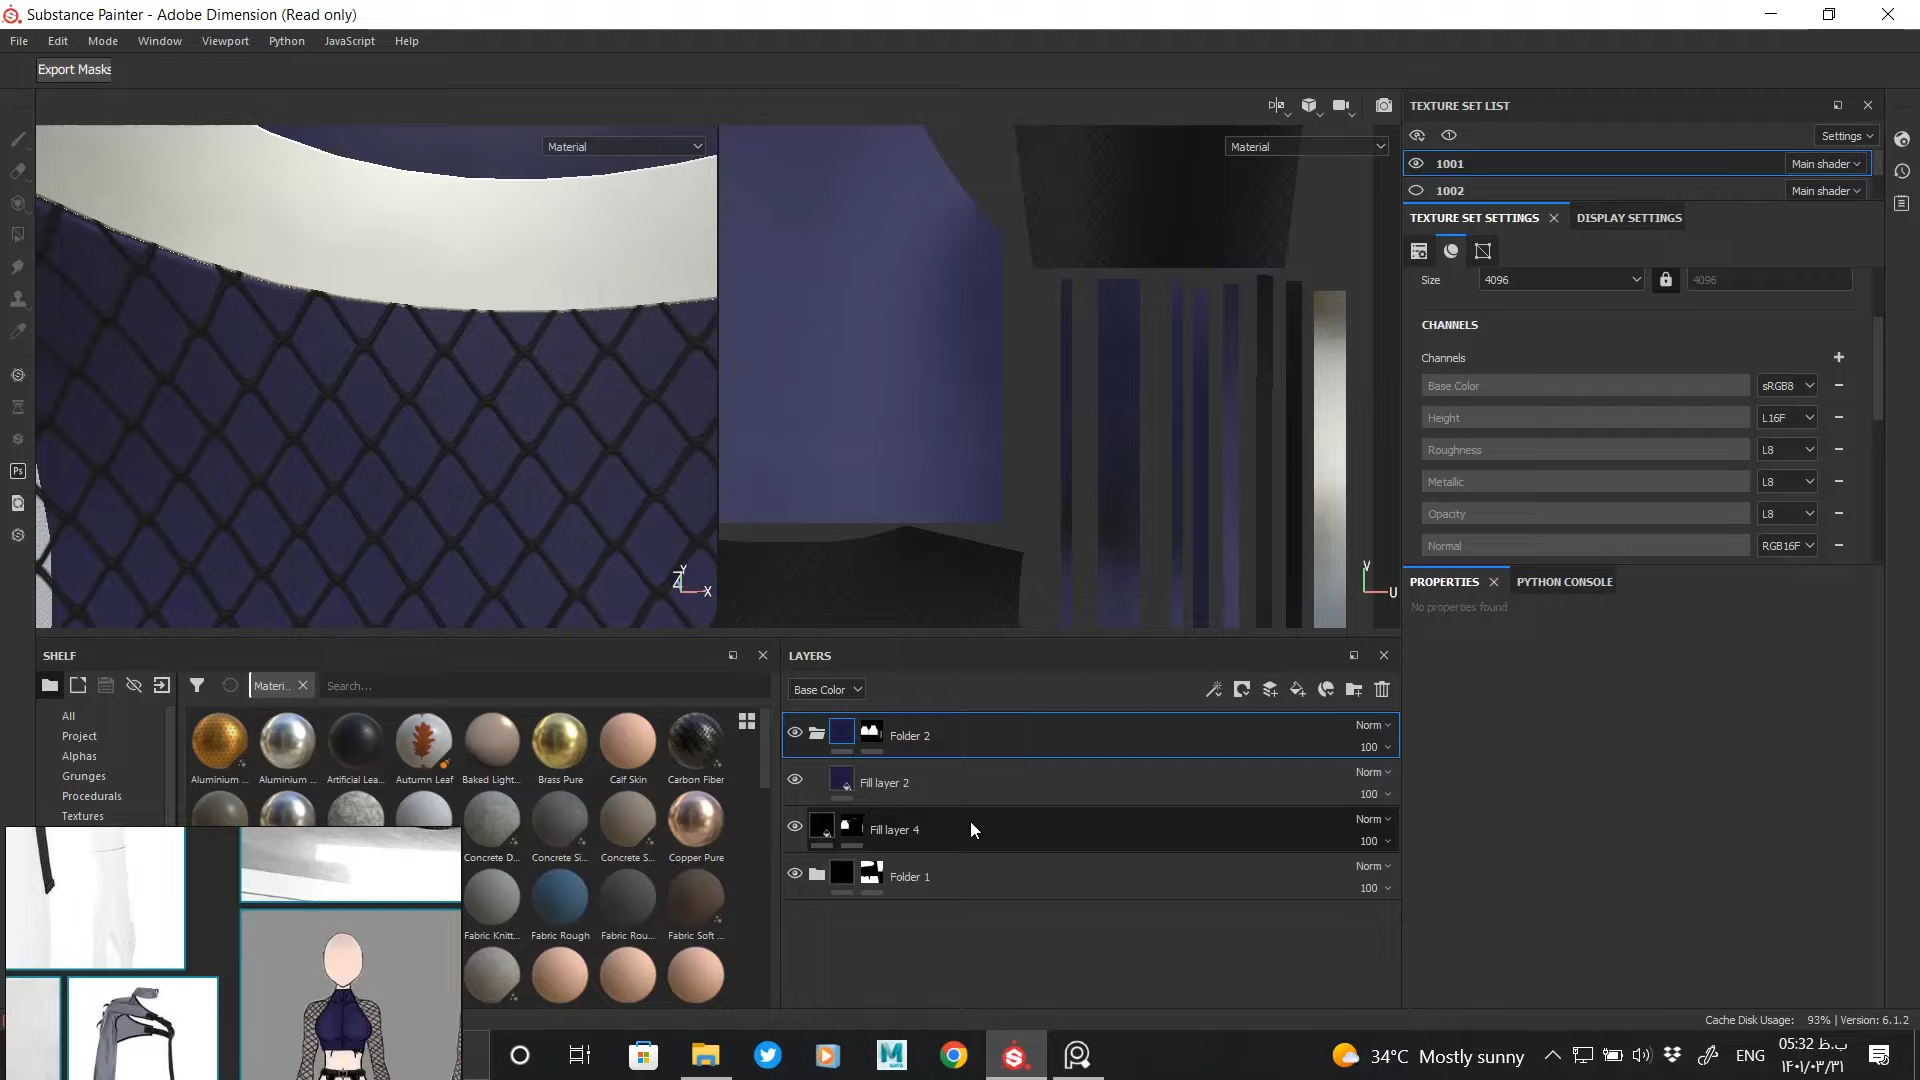 Substance Painter - Adobe Dimension (Read only)
File Edit Mode Window Viewport Python JavaScript Help
Export Masks
Material
Material
TEXTURE SET LIST
Settings
1001 Main shader
1002 Main shader
TEXTURE SET SETTINGS DISPLAY SETTINGS
Size 4096 4096
CHANNELS
Channels
Base Color sRGB8
Height L16F
Roughness L8
Metallic L8
Opacity L8
Normal RGB16F
Ps
Z Y X
V U
PROPERTIES PYTHON CONSOLE
No properties found
SHELF
Materi... Search...
All
Project
Alphas
Grunges
Procedurals
Textures
Aluminium ... Aluminium ... Artificial Lea... Autumn Leaf Baked Light... Brass Pure Calf Skin Carbon Fiber
Concrete D... Concrete Si... Concrete S... Copper Pure
Fabric Knitt... Fabric Rough Fabric Rou... Fabric Soft ...
LAYERS
Base Color
Folder 2 Norm 100
Fill layer 2 Norm 100
Fill layer 4 Norm 100
Folder 1 Norm 100
Cache Disk Usage: 93% | Version: 6.1.2
34°C Mostly sunny
ENG
05:32 ب.ظ
۱۴۰۱/۰۳/۳۱